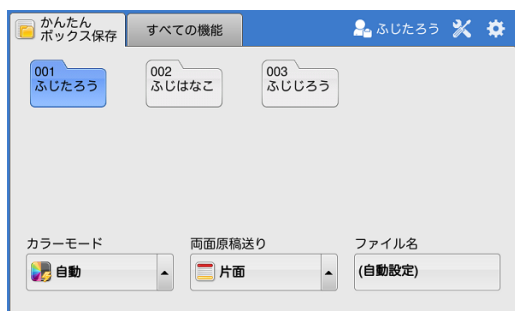 かんたん
ボックス保存
すべての機能
ふじたろう
001
ふじたろう
002
ふじはなこ
003
ふじじろう
カラーモード
両面原稿送り
ファイル名
自動
片面
(自動設定)